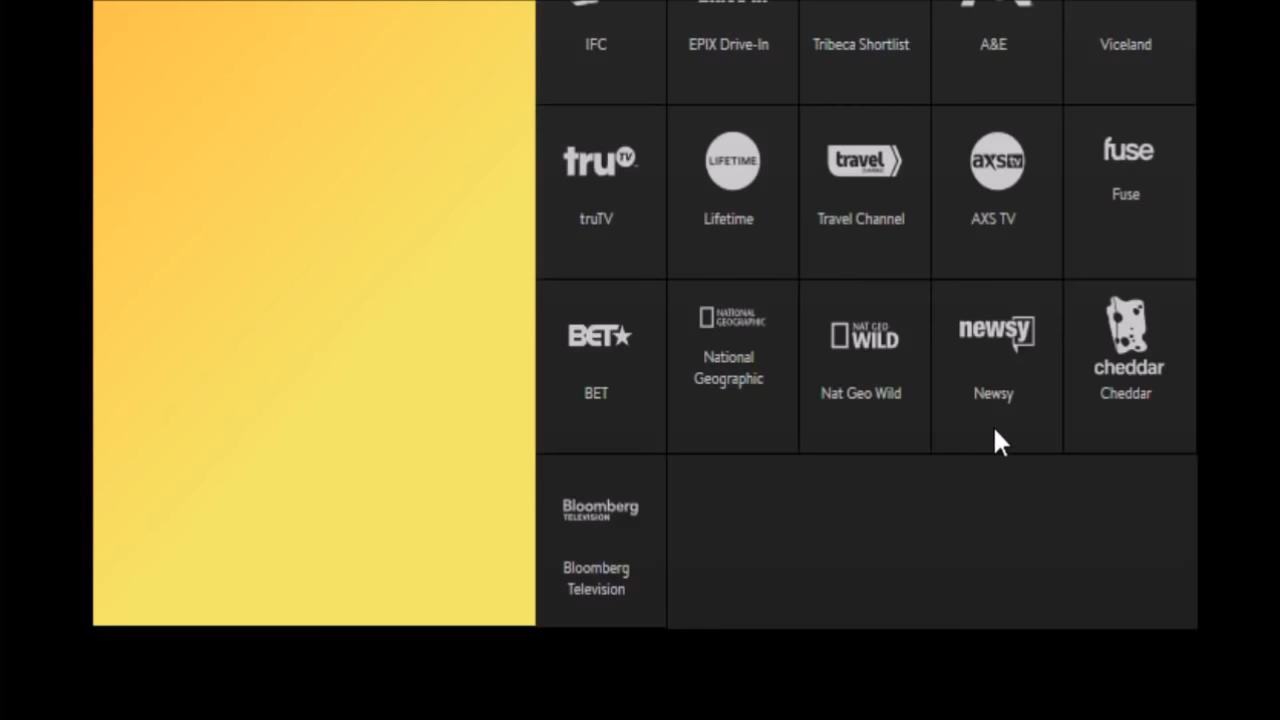 IFC
EPIX Drive-In
Tribeca Shortlist
A&E
Viceland
truTV
LIFETIME
travel
CHANNEL
axs tv
fuse
truTV
Lifetime
Travel Channel
AXS TV
Fuse
BET
NATIONAL
GEOGRAPHIC
NAT GEO
WILD
newsy
cheddar
BET
National
Geographic
Nat Geo Wild
Newsy
Cheddar
Bloomberg
TELEVISION
Bloomberg
Television